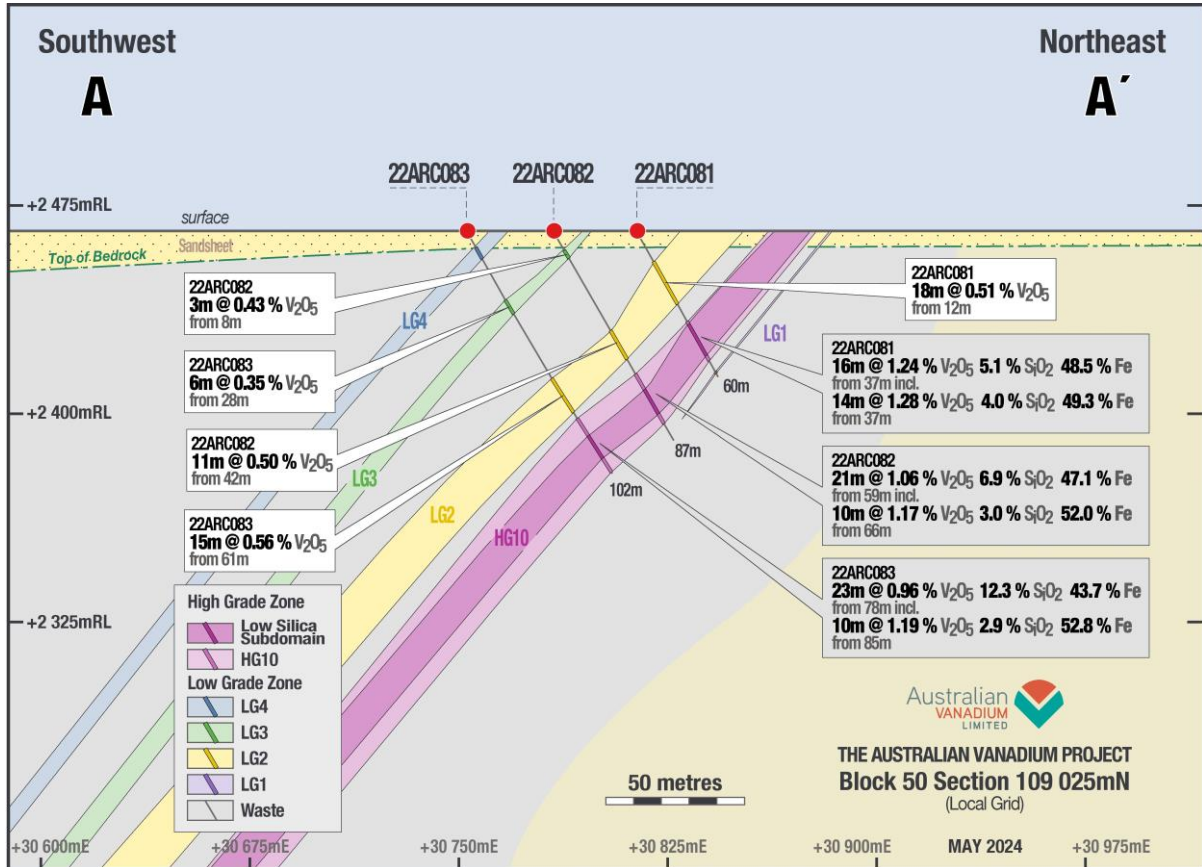 Southwest
A
Northeast
A´
22ARC083
22ARC082
22ARC081
+2 475mRL
surface
Sandsheet
Top of Bedrock
22ARC082
3m @ 0.43 % V₂O₅
from 8m
22ARC083
6m @ 0.35 % V₂O₅
from 28m
22ARC082
11m @ 0.50 % V₂O₅
from 42m
22ARC083
15m @ 0.56 % V₂O₅
from 61m
22ARC081
18m @ 0.51 % V₂O₅
from 12m
22ARC081
16m @ 1.24 % V₂O₅ 5.1 % SᵢO₂ 48.5 % Fe
from 37m incl.
14m @ 1.28 % V₂O₅ 4.0 % SᵢO₂ 49.3 % Fe
from 37m
22ARC082
21m @ 1.06 % V₂O₅ 6.9 % SᵢO₂ 47.1 % Fe
from 59m incl.
10m @ 1.17 % V₂O₅ 3.0 % SᵢO₂ 52.0 % Fe
from 66m
22ARC083
23m @ 0.96 % V₂O₅ 12.3 % SᵢO₂ 43.7 % Fe
from 78m incl.
10m @ 1.19 % V₂O₅ 2.9 % SᵢO₂ 52.8 % Fe
from 85m
LG4
LG3
LG2
HG10
LG1
60m
87m
102m
+2 400mRL
+2 325mRL
High Grade Zone
Low Silica
Subdomain
HG10
Low Grade Zone
LG4
LG3
LG2
LG1
Waste
50 metres
Australian
VANADIUM
LIMITED
THE AUSTRALIAN VANADIUM PROJECT
Block 50 Section 109 025mN
(Local Grid)
+30 600mE
+30 675mE
+30 750mE
+30 825mE
+30 900mE
MAY 2024
+30 975mE